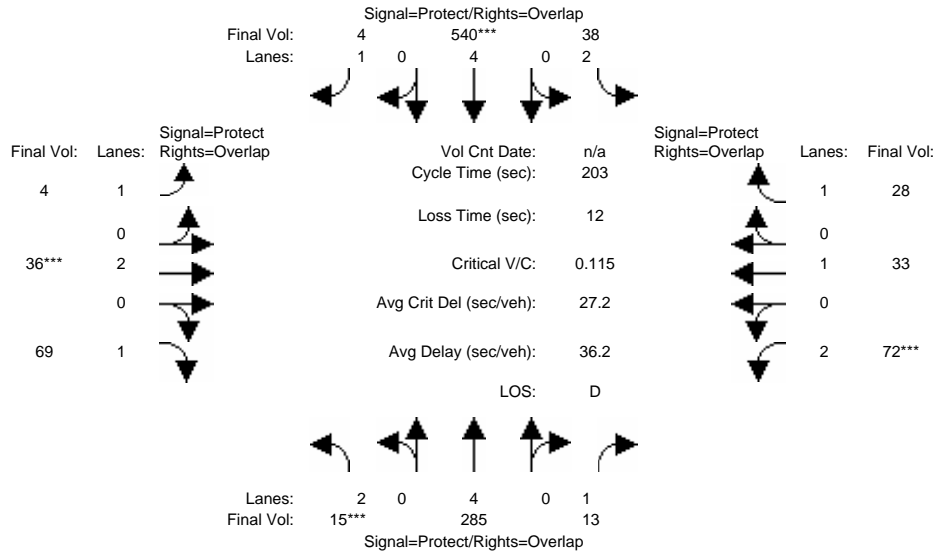 Signal=Protect/Rights=Overlap
Final Vol: 4 540*** 38
Lanes: 1 0 4 0 2
Signal=Protect
Final Vol: Lanes: Rights=Overlap
Vol Cnt Date: n/a
Signal=Protect
Rights=Overlap Lanes: Final Vol:
Cycle Time (sec): 203
4 1
1 28
Loss Time (sec): 12
0
0
36*** 2
Critical V/C: 0.115
1 33
0
Avg Crit Del (sec/veh): 27.2
0
69 1
Avg Delay (sec/veh): 36.2
2 72***
LOS: D
Lanes: 2 0 4 0 1
Final Vol: 15*** 285 13
Signal=Protect/Rights=Overlap